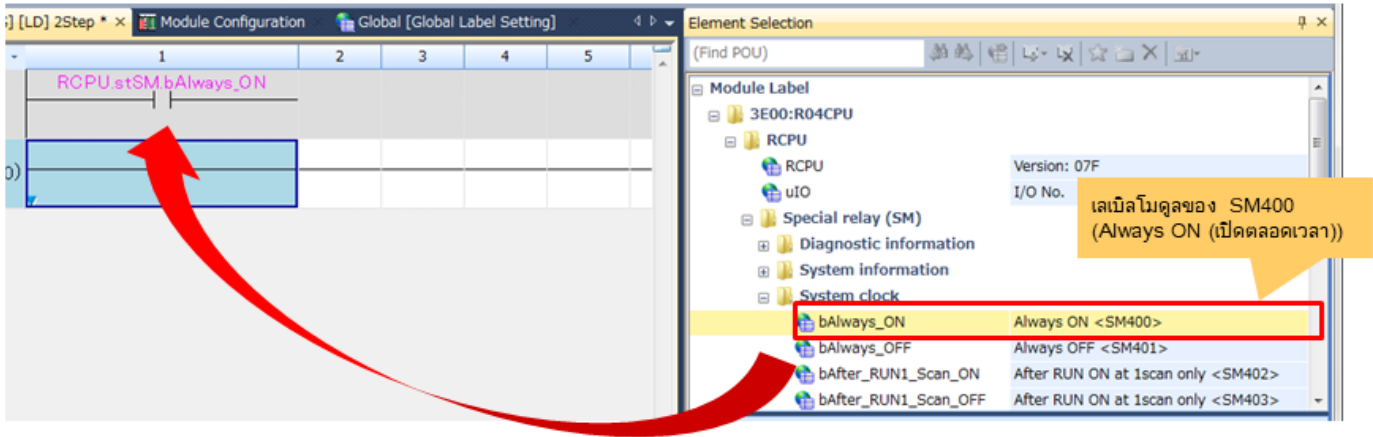 5] [LD] 2Step * × Module Configuration Global [Global Label Setting]
1 2 3 4 5
RCPU.stSM.bAlways_ON
0)
Element Selection
(Find POU)
Module Label
3E00:R04CPU
RCPU
RCPU Version: 07F
uIO I/O No.
Special relay (SM)
Diagnostic information
System information
System clock
bAlways_ON Always ON <SM400>
bAlways_OFF Always OFF <SM401>
bAfter_RUN1_Scan_ON After RUN ON at 1scan only <SM402>
bAfter_RUN1_Scan_OFF After RUN ON at 1scan only <SM403>
เลเบิลโมดูลของ SM400
(Always ON (เปิดตลอดเวลา))